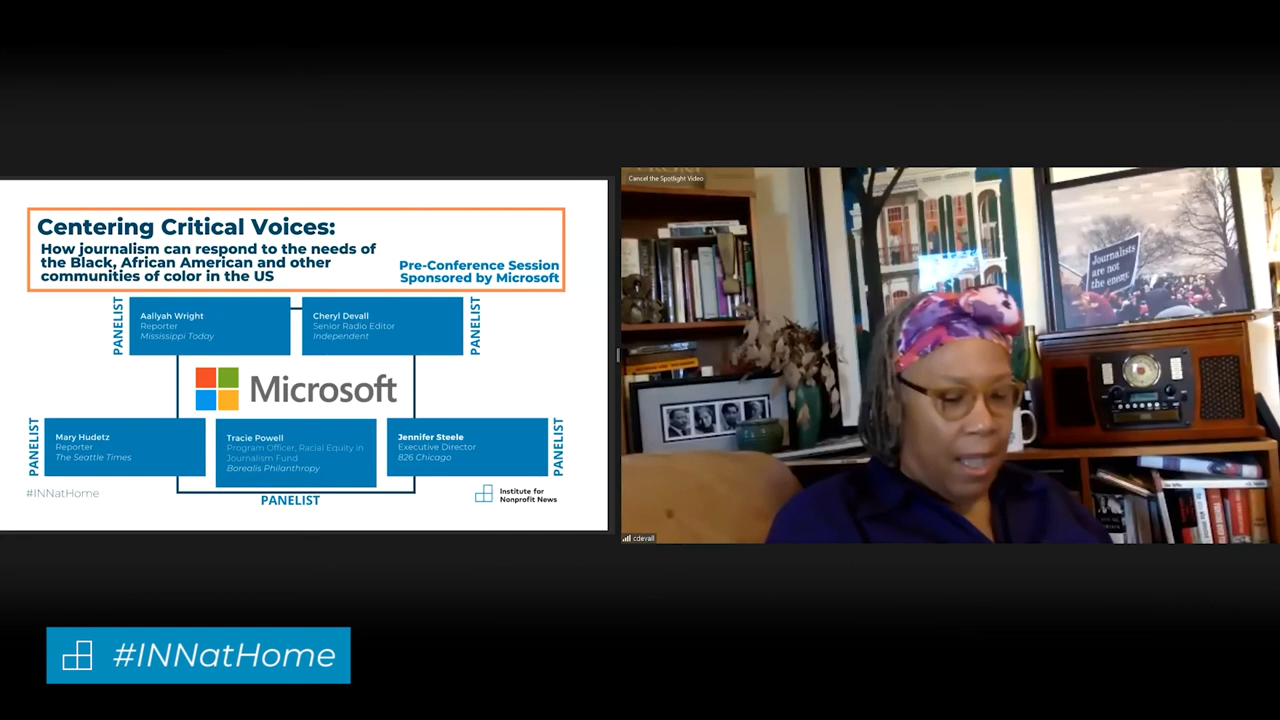 Centering Critical Voices:
How journalism can respond to the needs of
the Black, African American and other
communities of color in the US
Pre-Conference Session
Sponsored by Microsoft
PANELIST
Aallyah Wright
Reporter
Mississippi Today
Cheryl Devall
Senior Radio Editor
Independent
PANELIST
Microsoft
PANELIST
Mary Hudetz
Reporter
The Seattle Times
Tracie Powell
Program Officer, Racial Equity in
Journalism Fund
Borealis Philanthropy
Jennifer Steele
Executive Director
826 Chicago
PANELIST
#INNatHome
PANELIST
Institute for
Nonprofit News
Cancel the Spotlight Video
Journalists
are not
the enemy.
cdevall
#INNatHome